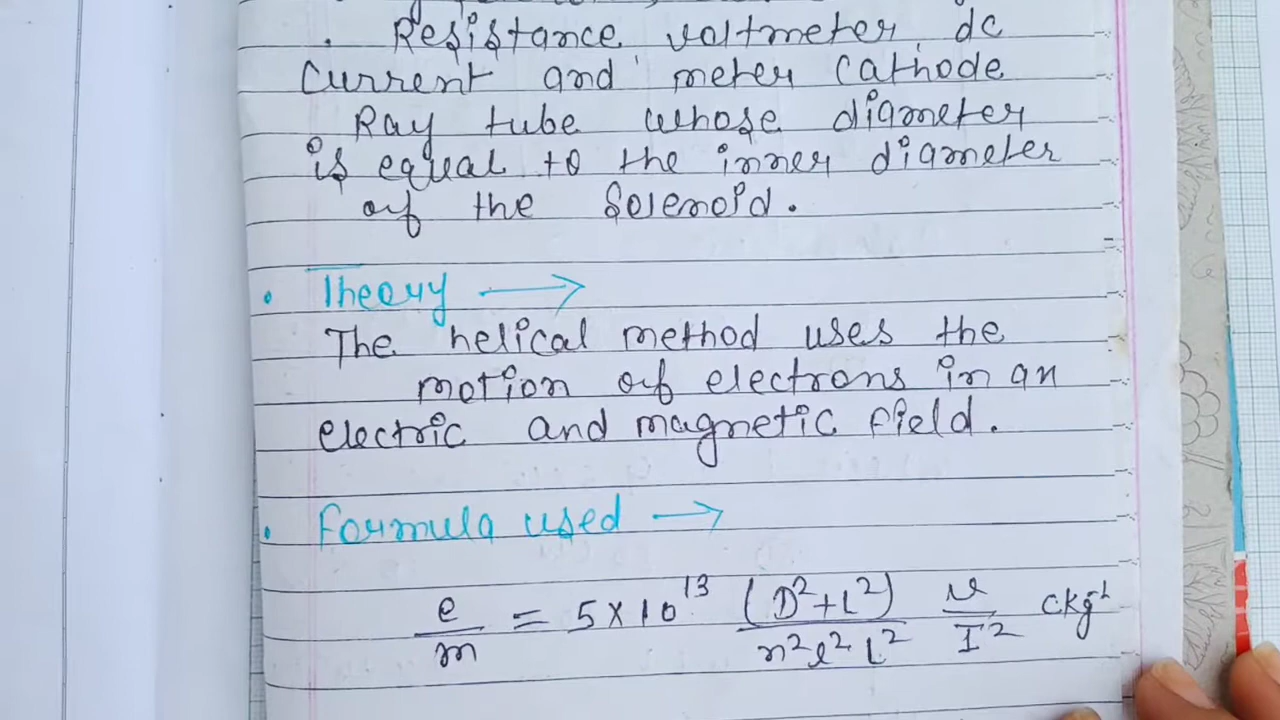 . Resistance voltmeter, dc
Current and meter Cathode
Ray tube whose diameter
is equal to the inner diameter
of the Solenoid.
• Theory →
The helical method uses the
motion of electrons in an
electric and magnetic field.
• Formula used →
e/m = 5×10¹³ (D²+L²)/(n²l²L²) V/I² ckg⁻¹